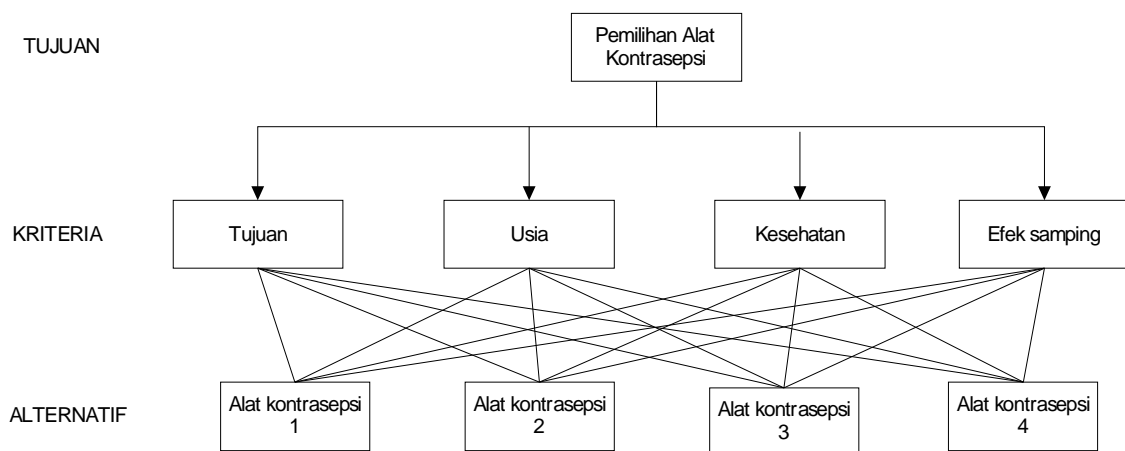 TUJUAN
Pemilihan Alat
Kontrasepsi
KRITERIA
Tujuan
Usia
Kesehatan
Efek samping
ALTERNATIF
Alat kontrasepsi
1
Alat kontrasepsi
2
Alat kontrasepsi
3
Alat kontrasepsi
4